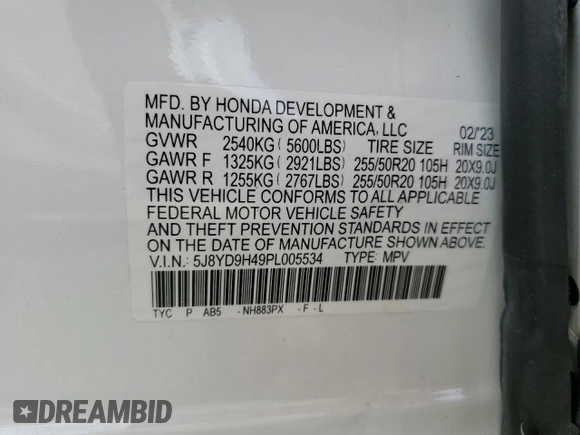 MFD. BY HONDA DEVELOPMENT &
MANUFACTURING OF AMERICA, LLC 02/'23
GVWR 2540KG( 5600LBS) TIRE SIZE RIM SIZE
GAWR F 1325KG( 2921LBS) 255/50R20 105H 20X9.0J
GAWR R 1255KG( 2767LBS) 255/50R20 105H 20X9.0J
THIS VEHICLE CONFORMS TO ALL APPLICABLE
FEDERAL MOTOR VEHICLE SAFETY
AND THEFT PREVENTION STANDARDS IN EFFECT
ON THE DATE OF MANUFACTURE SHOWN ABOVE.
V.I.N.: 5J8YD9H49PL005534 TYPE: MPV
TYC P AB5 -NH883PX -F-L
DREAMBID